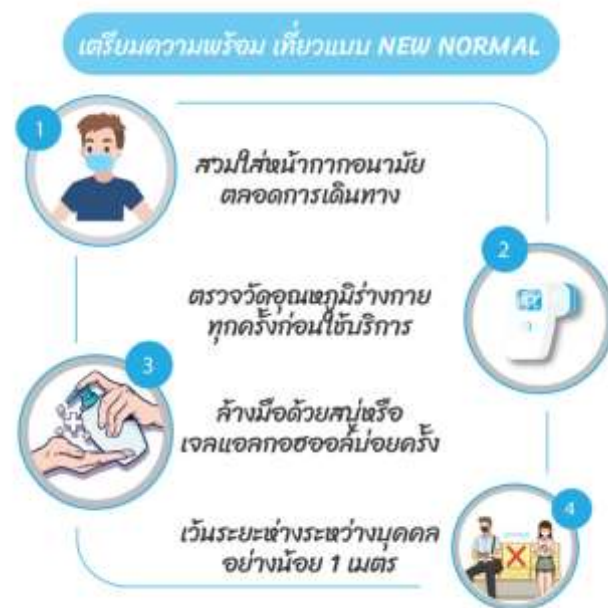 เตรียมความพร้อม เที่ยวแบบ NEW NORMAL
1
สวมใส่หน้ากากอนามัย
ตลอดการเดินทาง
2
ตรวจวัดอุณหภูมิร่างกาย
ทุกครั้งก่อนใช้บริการ
3
ล้างมือด้วยสบู่หรือ
เจลแอลกอฮอล์บ่อยครั้ง
4
เว้นระยะห่างระหว่างบุคคล
อย่างน้อย 1 เมตร